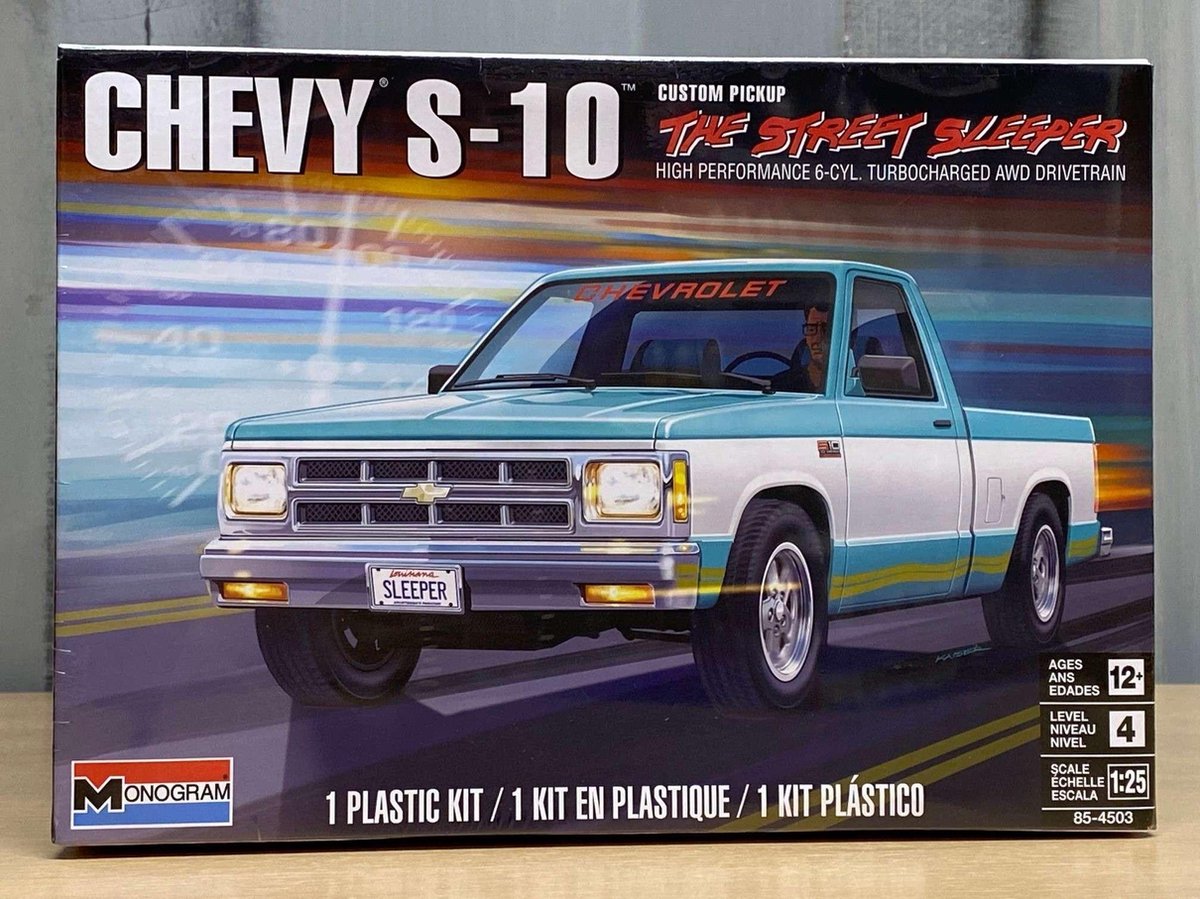 CHEVY® S-10™
CUSTOM PICKUP
THE STREET SLEEPER
HIGH PERFORMANCE 6-CYL. TURBOCHARGED AWD DRIVETRAIN
CHEVROLET
Louisiana
SLEEPER
KAISER
AGES
ANS
EDADES
12+
LEVEL
NIVEAU
NIVEL
4
SCALE
ÉCHELLE
ESCALA
1:25
85-4503
MONOGRAM
1 PLASTIC KIT / 1 KIT EN PLASTIQUE / 1 KIT PLÁSTICO